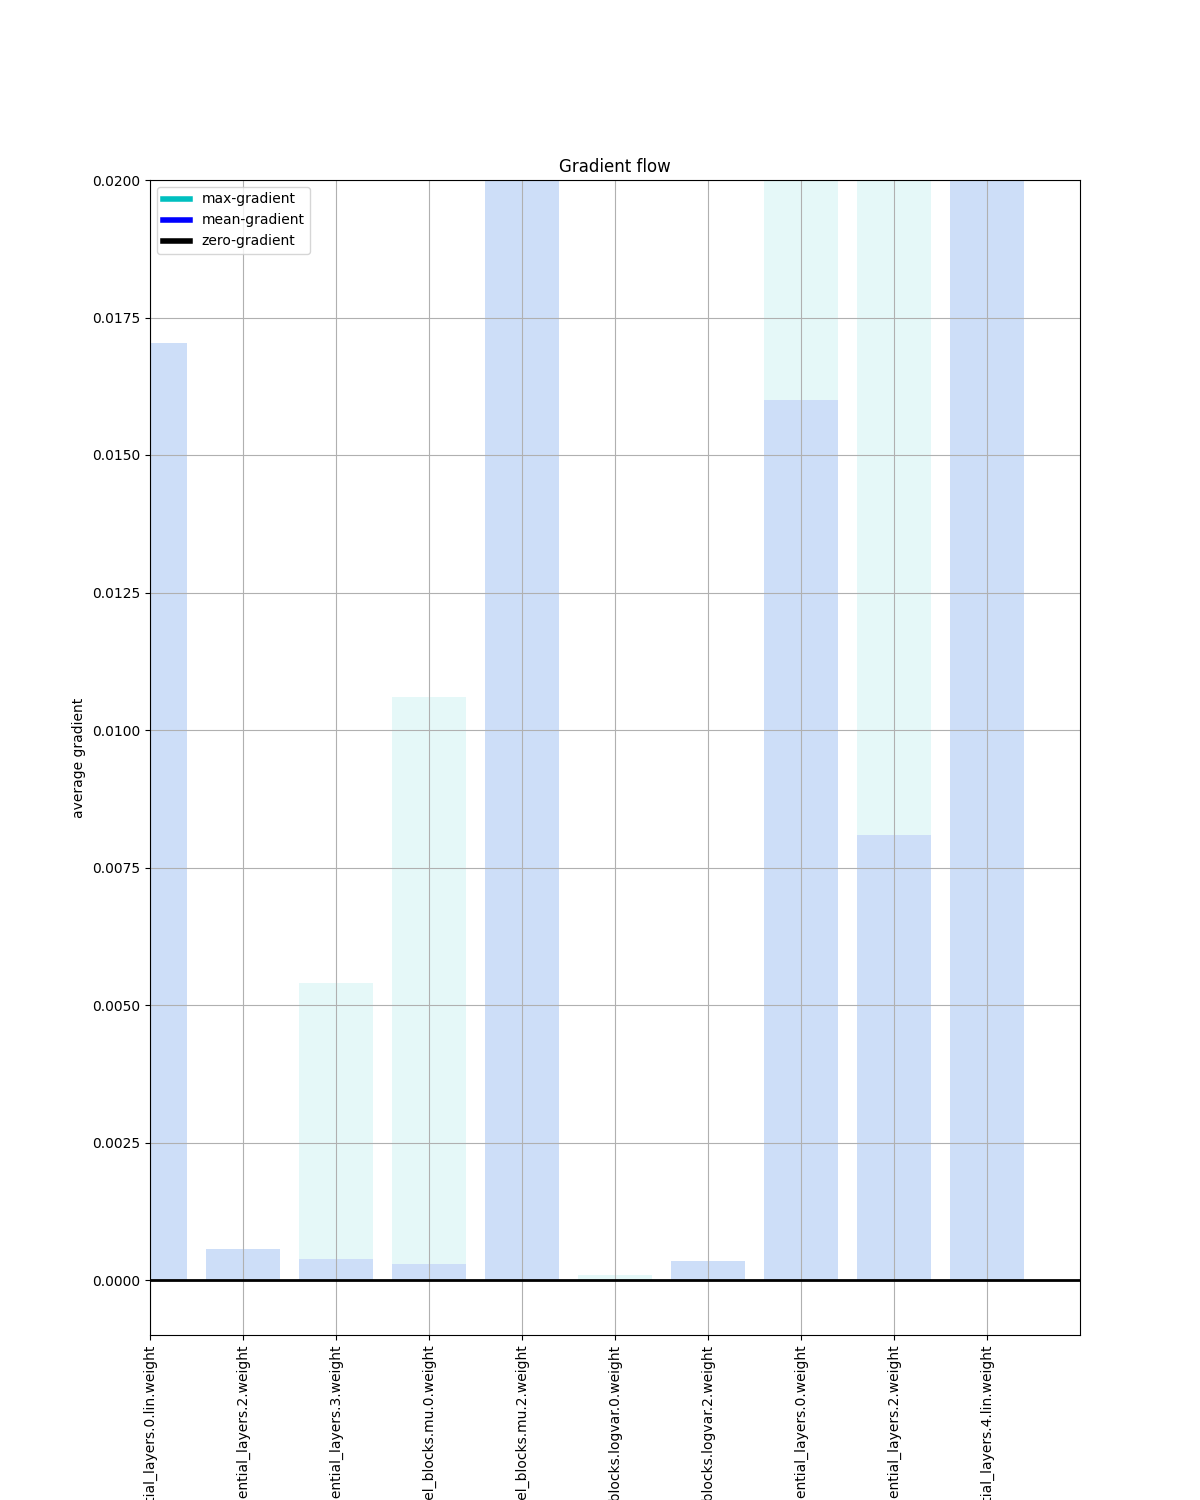 Gradient flow
max-gradient
mean-gradient
zero-gradient
0.0200
0.0175
0.0150
0.0125
0.0100
0.0075
0.0050
0.0025
0.0000
average gradient
tial_layers.0.lin.weight
ential_layers.2.weight
ential_layers.3.weight
el_blocks.mu.0.weight
el_blocks.mu.2.weight
blocks.logvar.0.weight
blocks.logvar.2.weight
ential_layers.0.weight
ential_layers.2.weight
tial_layers.4.lin.weight